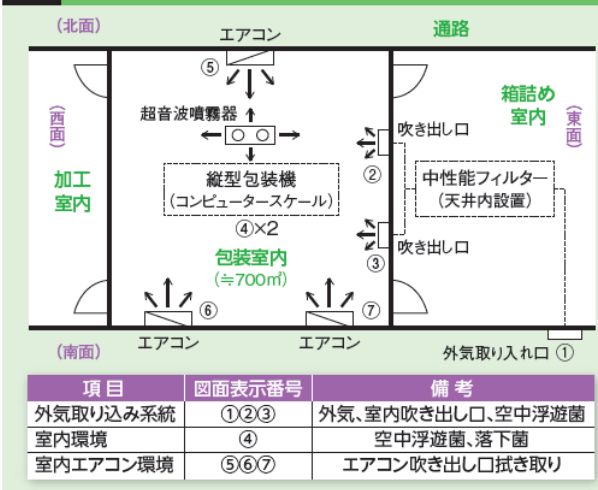 (北面)
エアコン
通路
⑤
箱詰め
室内
(東面)
(西面)
超音波噴霧器
吹き出し口
②
加工
室内
縦型包装機
(コンピュータースケール)
④×2
中性能フィルター
(天井内設置)
吹き出し口
③
包装室内
(≒700㎥)
⑥
⑦
(南面)
エアコン
エアコン
外気取り入れ口 ①
項目 図面表示番号 備考
外気取り込み系統 ①②③ 外気、室内吹き出し口、空中浮遊菌
室内環境 ④ 空中浮遊菌、落下菌
室内エアコン環境 ⑤⑥⑦ エアコン吹き出し口拭き取り